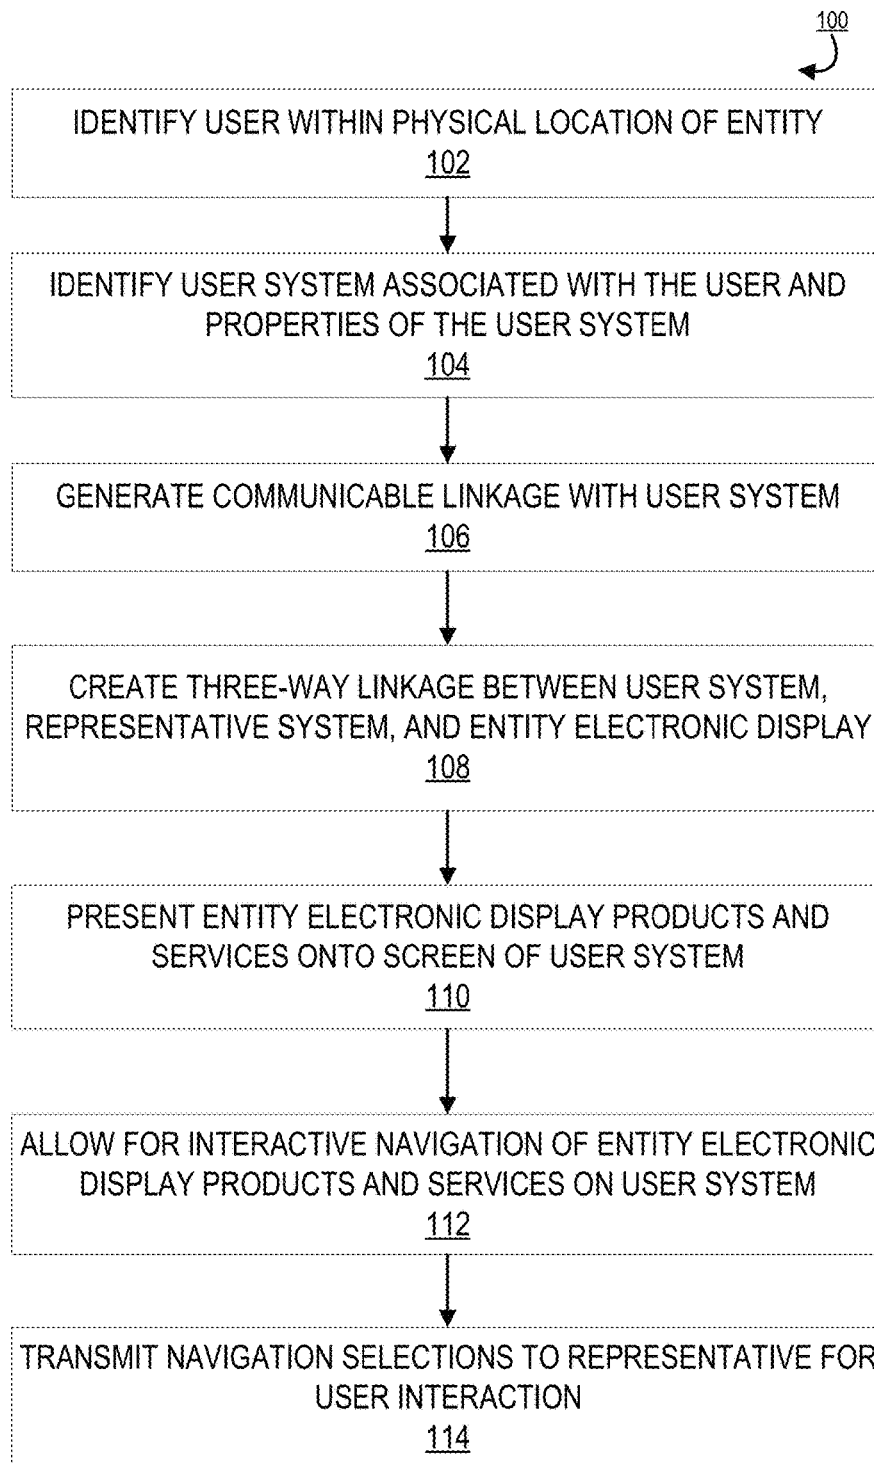 100
IDENTIFY USER WITHIN PHYSICAL LOCATION OF ENTITY
102
IDENTIFY USER SYSTEM ASSOCIATED WITH THE USER AND
PROPERTIES OF THE USER SYSTEM
104
GENERATE COMMUNICABLE LINKAGE WITH USER SYSTEM
106
CREATE THREE-WAY LINKAGE BETWEEN USER SYSTEM,
REPRESENTATIVE SYSTEM, AND ENTITY ELECTRONIC DISPLAY
108
PRESENT ENTITY ELECTRONIC DISPLAY PRODUCTS AND
SERVICES ONTO SCREEN OF USER SYSTEM
110
ALLOW FOR INTERACTIVE NAVIGATION OF ENTITY ELECTRONIC
DISPLAY PRODUCTS AND SERVICES ON USER SYSTEM
112
TRANSMIT NAVIGATION SELECTIONS TO REPRESENTATIVE FOR
USER INTERACTION
114